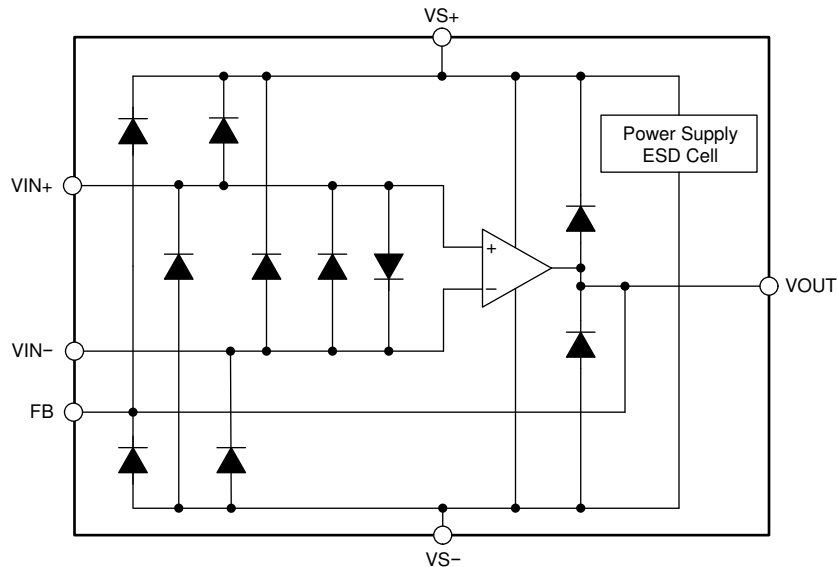 VS+
Power Supply
ESD Cell
VIN+
+
−
VOUT
VIN−
FB
VS−